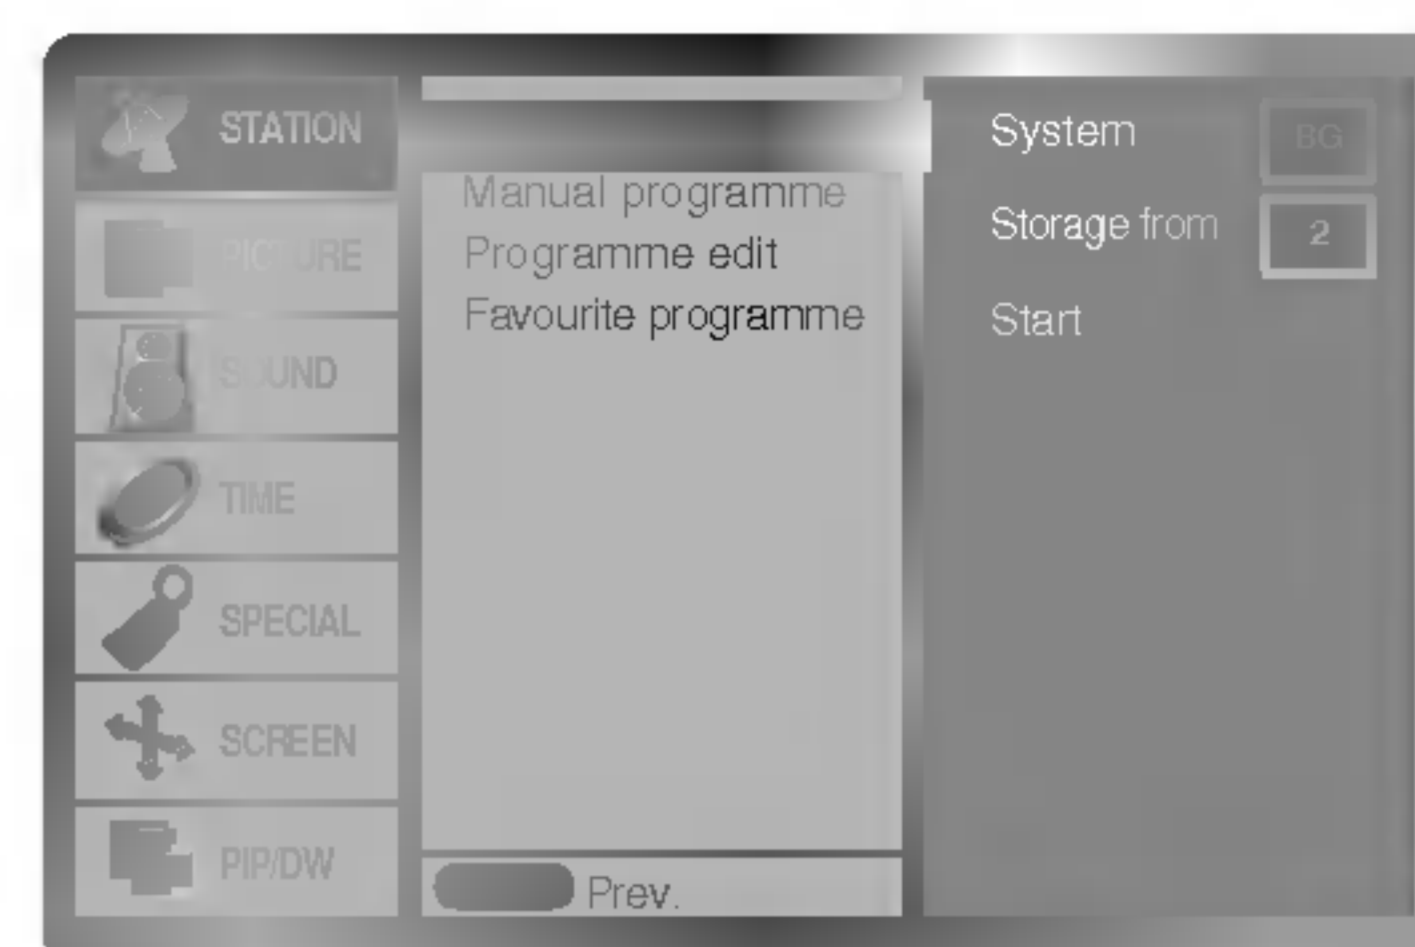 STATION
PICTURE
SOUND
TIME
SPECIAL
SCREEN
PIP/DW
Manual programme
Programme edit
Favourite programme
Prev.
System BG
Storage from 2
Start